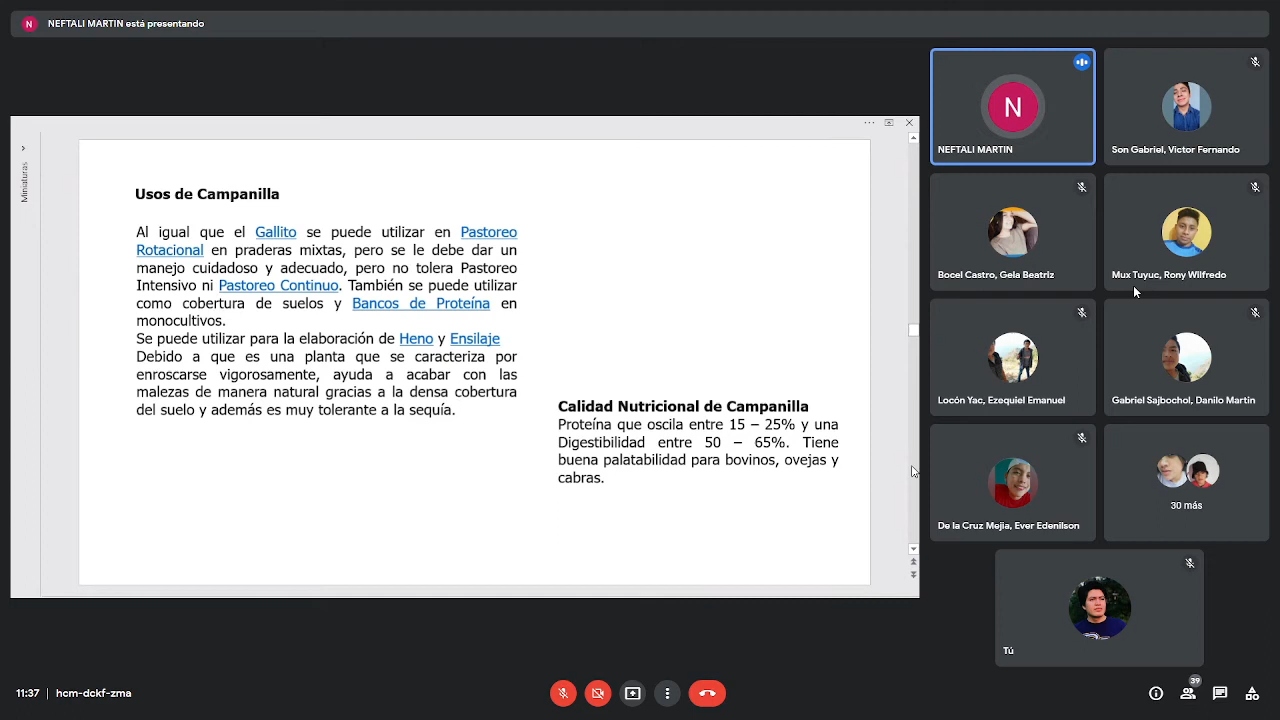 N NEFTALI MARTIN está presentando
Miniaturas
Usos de Campanilla
Al igual que el Gallito se puede utilizar en Pastoreo
Rotacional en praderas mixtas, pero se le debe dar un
manejo cuidadoso y adecuado, pero no tolera Pastoreo
Intensivo ni Pastoreo Continuo. También se puede utilizar
como cobertura de suelos y Bancos de Proteína en
monocultivos.
Se puede utilizar para la elaboración de Heno y Ensilaje
Debido a que es una planta que se caracteriza por
enroscarse vigorosamente, ayuda a acabar con las
malezas de manera natural gracias a la densa cobertura
del suelo y además es muy tolerante a la sequía.
Calidad Nutricional de Campanilla
Proteína que oscila entre 15 – 25% y una
Digestibilidad entre 50 – 65%. Tiene
buena palatabilidad para bovinos, ovejas y
cabras.
N
NEFTALI MARTIN
Son Gabriel, Victor Fernando
Bocel Castro, Gela Beatriz
Mux Tuyuc, Rony Wilfredo
Locón Yac, Ezequiel Emanuel
Gabriel Sajbochol, Danilo Martin
De la Cruz Mejia, Ever Edenilson
30 más
Tú
11:37 | hcm-dckf-zma
39